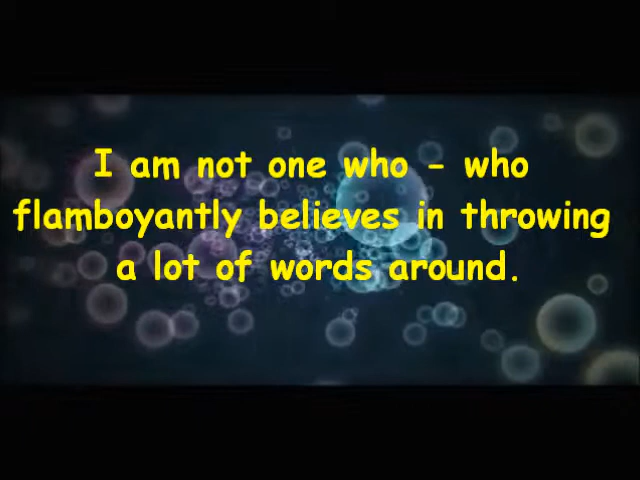 I am not one who - who
flamboyantly believes in throwing
a lot of words around.